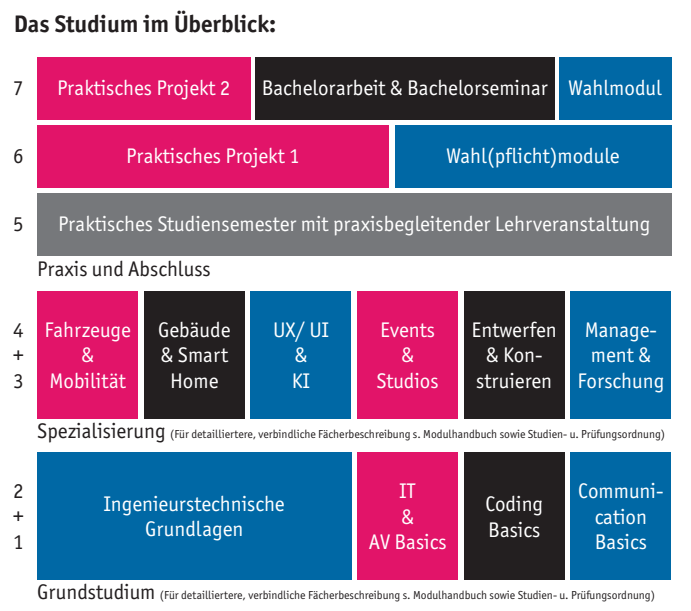 Das Studium im Überblick:
7
Praktisches Projekt 2
Bachelorarbeit & Bachelorseminar
Wahlmodul
6
Praktisches Projekt 1
Wahl(pflicht)module
5
Praktisches Studiensemester mit praxisbegleitender Lehrveranstaltung
Praxis und Abschluss
4
+
3
Fahrzeuge
&
Mobilität
Gebäude
& Smart
Home
UX/ UI
&
KI
Events
&
Studios
Entwerfen
& Kon-
struieren
Manage-
ment &
Forschung
Spezialisierung (Für detailliertere, verbindliche Fächerbeschreibung s. Modulhandbuch sowie Studien- u. Prüfungsordnung)
2
+
1
Ingenieurstechnische
Grundlagen
IT
&
AV Basics
Coding
Basics
Communi-
cation
Basics
Grundstudium (Für detailliertere, verbindliche Fächerbeschreibung s. Modulhandbuch sowie Studien- u. Prüfungsordnung)